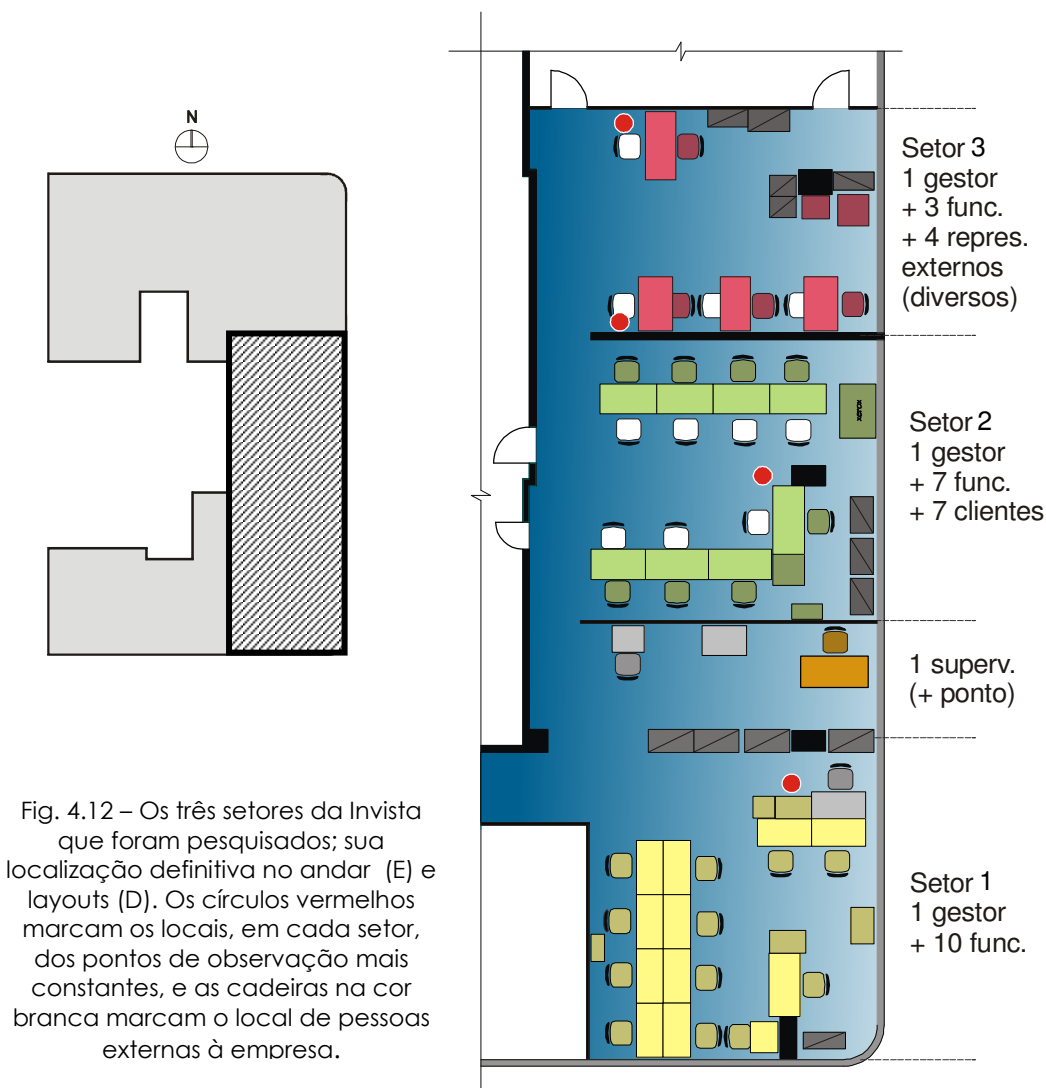 N
Setor 3
1 gestor
+ 3 func.
+ 4 repres.
externos
(diversos)
xerox
Setor 2
1 gestor
+ 7 func.
+ 7 clientes
1 superv.
(+ ponto)
Setor 1
1 gestor
+ 10 func.
Fig. 4.12 – Os três setores da Invista
que foram pesquisados; sua
localização definitiva no andar (E) e
layouts (D). Os círculos vermelhos
marcam os locais, em cada setor,
dos pontos de observação mais
constantes, e as cadeiras na cor
branca marcam o local de pessoas
externas à empresa.